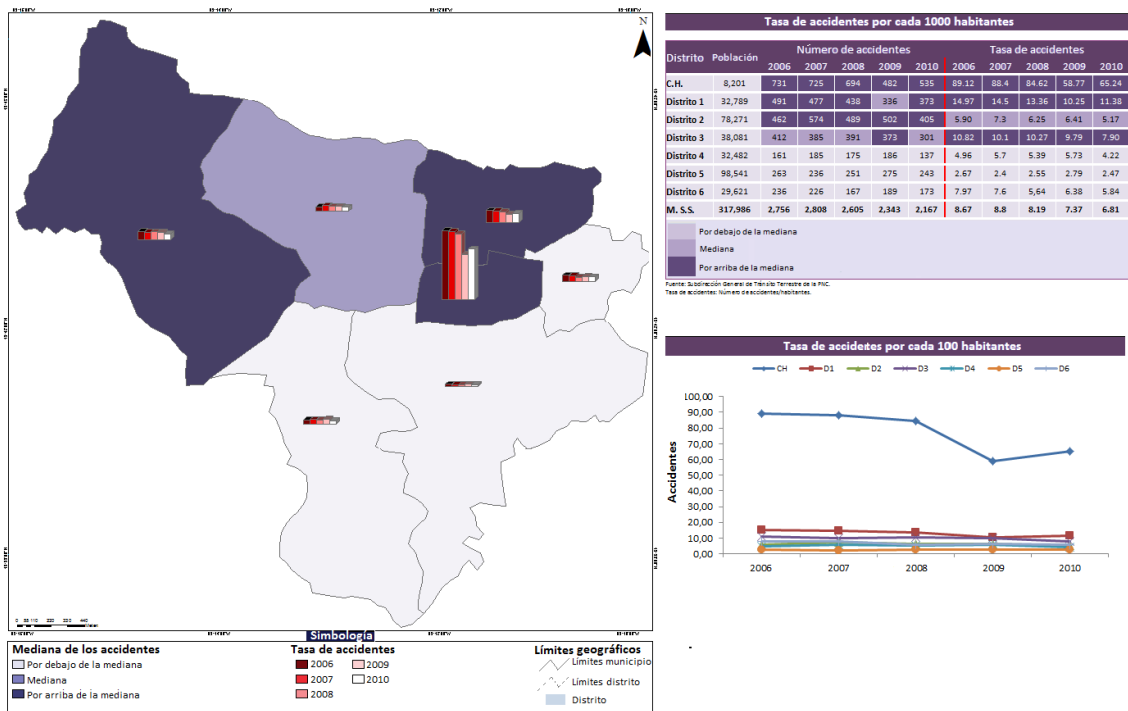 N
Simbología
Mediana de los accidentes
Por debajo de la mediana
Mediana
Por arriba de la mediana
Tasa de accidentes
2006 2009
2007 2010
2008
Límites geográficos
Límites municipio
Límites distrito
Distrito
Tasa de accidentes por cada 1000 habitantes
Distrito Población Número de accidentes Tasa de accidentes
2006 2007 2008 2009 2010 2006 2007 2008 2009 2010
C.H. 8,201 731 725 694 482 535 89.12 88.4 84.62 58.77 65.24
Distrito 1 32,789 491 477 438 336 373 14.97 14.5 13.36 10.25 11.38
Distrito 2 78,271 462 574 489 502 405 5.90 7.3 6.25 6.41 5.17
Distrito 3 38,081 412 385 391 373 301 10.82 10.1 10.27 9.79 7.90
Distrito 4 32,482 161 185 175 186 137 4.96 5.7 5.39 5.73 4.22
Distrito 5 98,541 263 236 251 275 243 2.67 2.4 2.55 2.79 2.47
Distrito 6 29,621 236 226 167 189 173 7.97 7.6 5,64 6.38 5.84
M. S.S. 317,986 2,756 2,808 2,605 2,343 2,167 8.67 8.8 8.19 7.37 6.81
Por debajo de la mediana
Mediana
Por arriba de la mediana
Fuente: Subdirección General de Tránsito Terrestre de la PNC.
Tasa de accidentes: Número de accidentes/habitantes.
Tasa de accidentes por cada 100 habitantes
CH D1 D2 D3 D4 D5 D6
Accidentes
100,00
90,00
80,00
70,00
60,00
50,00
40,00
30,00
20,00
10,00
0,00
2006 2007 2008 2009 2010